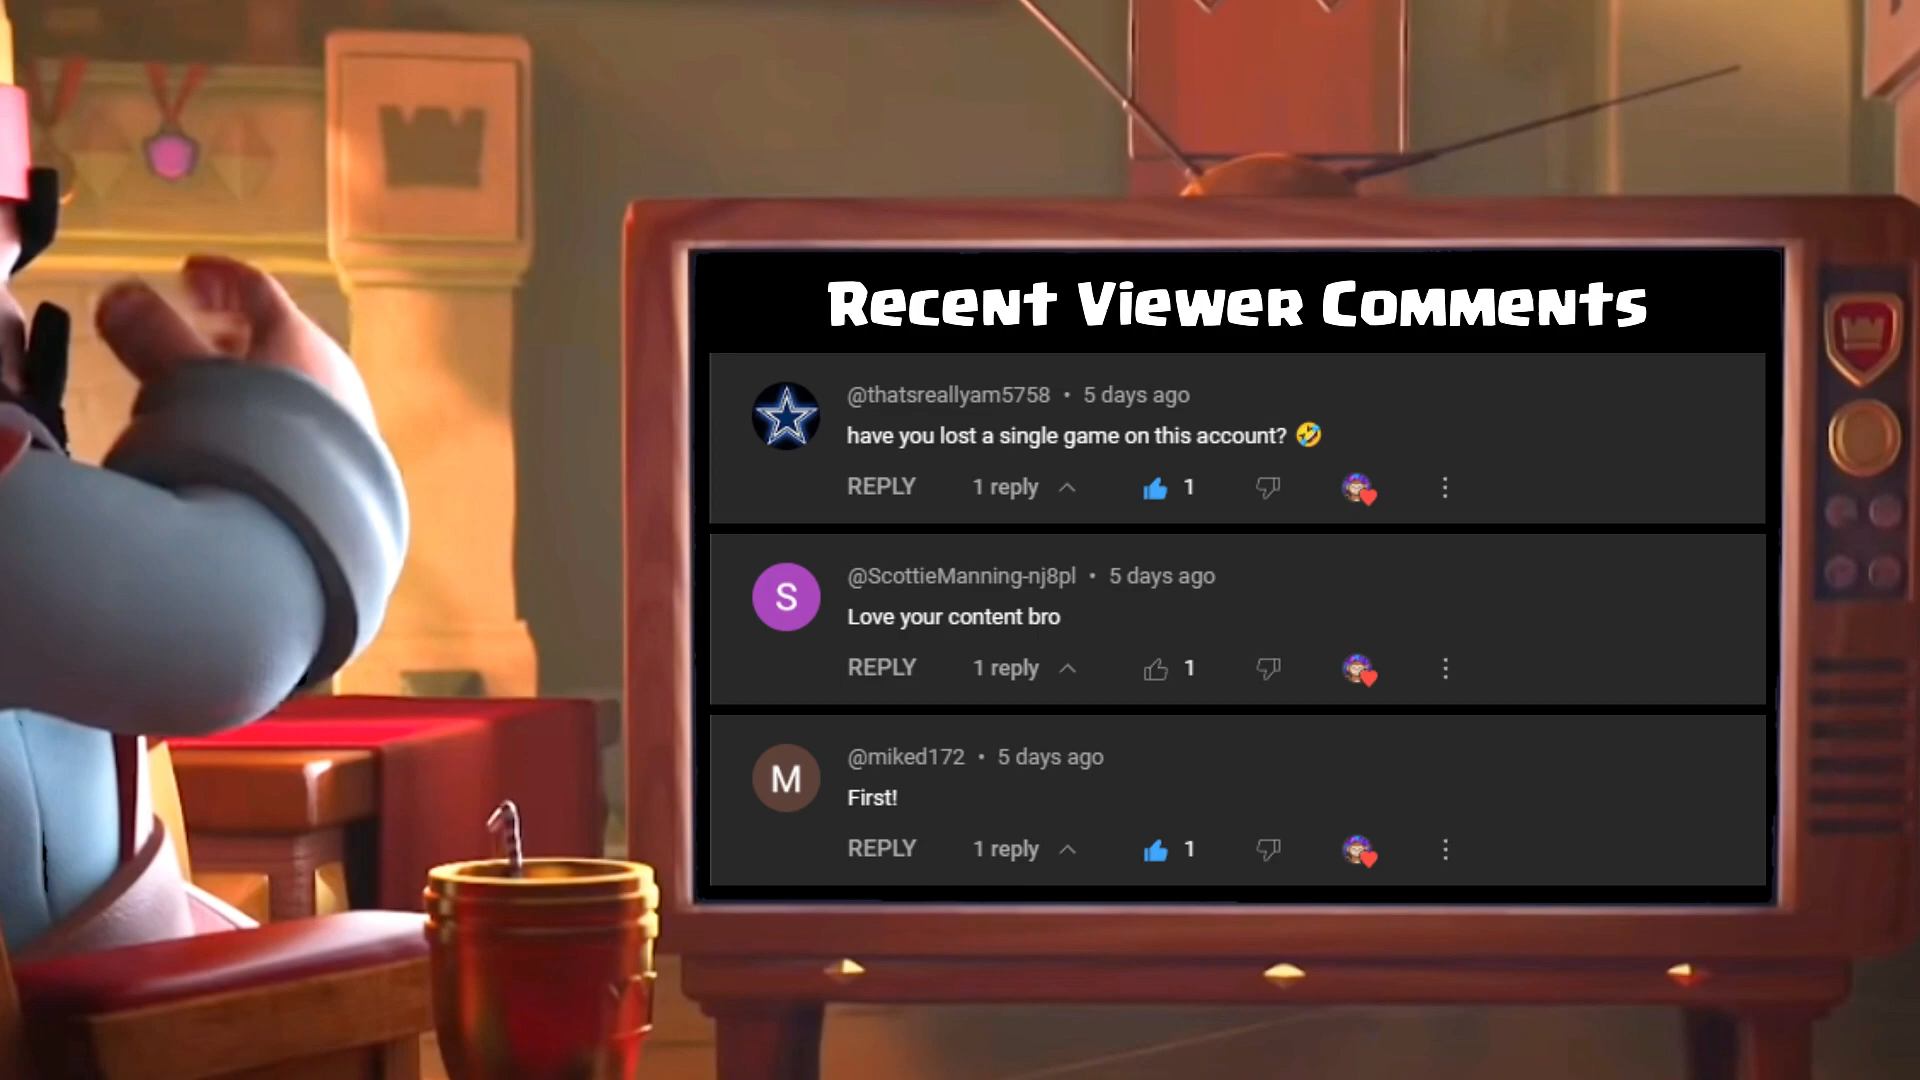 Recent Viewer Comments
@thatsreallyam5758 • 5 days ago
have you lost a single game on this account? 🤣
REPLY 1 reply 1
S
@ScottieManning-nj8pl • 5 days ago
Love your content bro
REPLY 1 reply 1
M
@miked172 • 5 days ago
First!
REPLY 1 reply 1